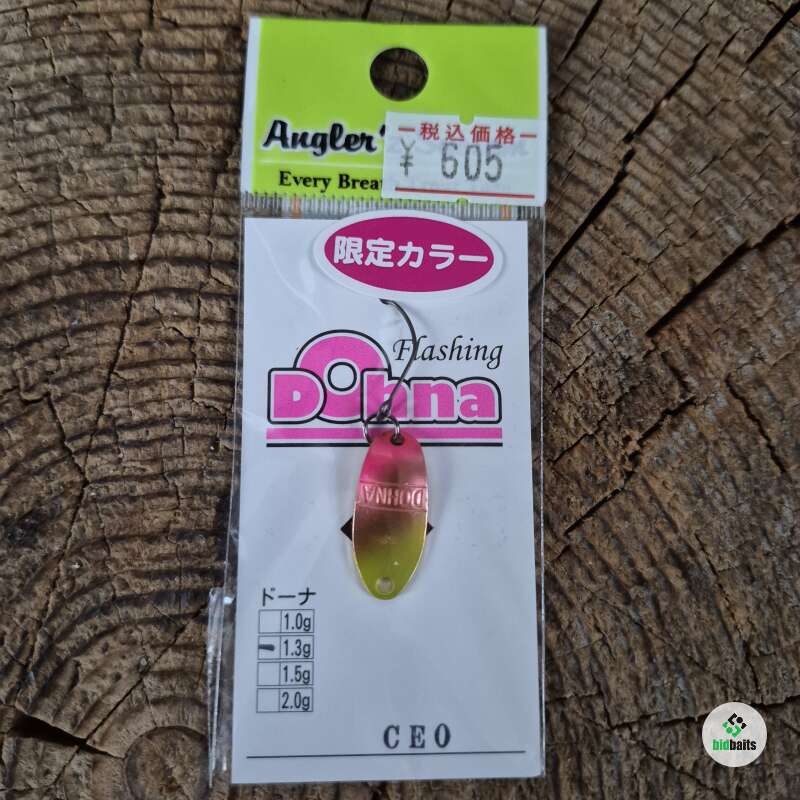 Angler
Every
税込価格
¥ 605
限定カラー
Flashing
Dohna
DOHNA
ドーナ
1.0g
1.3g
1.5g
2.0g
CEO
bidbaits